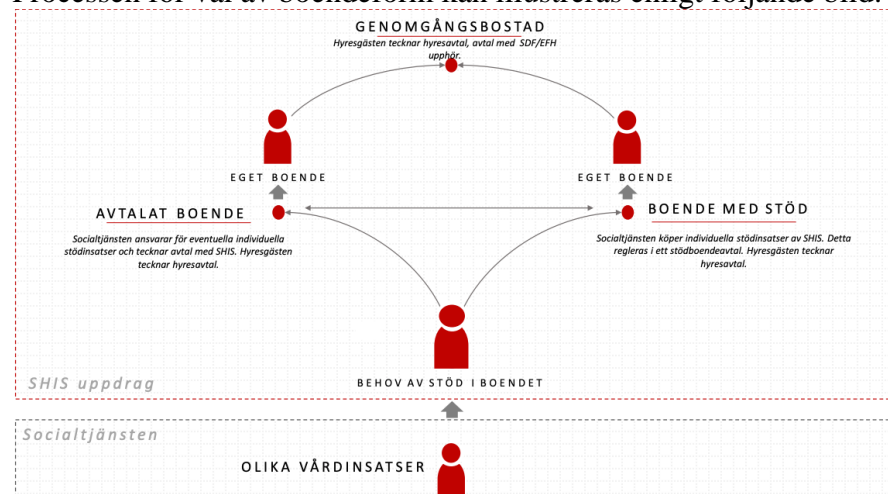 Processen för val av boendeform kan illustreras enligt följande bild:
GENOMGÅNGSBOSTAD
Hyresgästen tecknar hyresavtal, avtal med SDF/EFH
upphör.
EGET BOENDE
EGET BOENDE
AVTALAT BOENDE
Socialtjänsten ansvarar för eventuella individuella
stödinsatser och tecknar avtal med SHIS. Hyresgästen
tecknar hyresavtal.
BOENDE MED STÖD
Socialtjänsten köper individuella stödinsatser av SHIS. Detta
regleras i ett stödboendeavtal. Hyresgästen tecknar
hyresavtal.
BEHOV AV STÖD I BOENDET
SHIS uppdrag
Socialtjänsten
OLIKA VÅRDINSATSER